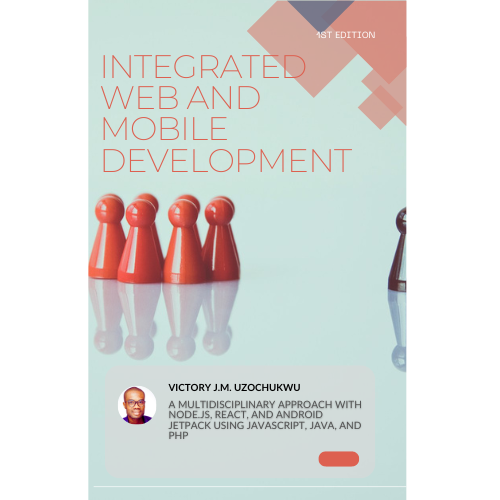 1ST EDITION
INTEGRATED
WEB AND
MOBILE
DEVELOPMENT
VICTORY J.M. UZOCHUKWU
A MULTIDISCIPLINARY APPROACH WITH
NODE.JS, REACT, AND ANDROID
JETPACK USING JAVASCRIPT, JAVA, AND
PHP